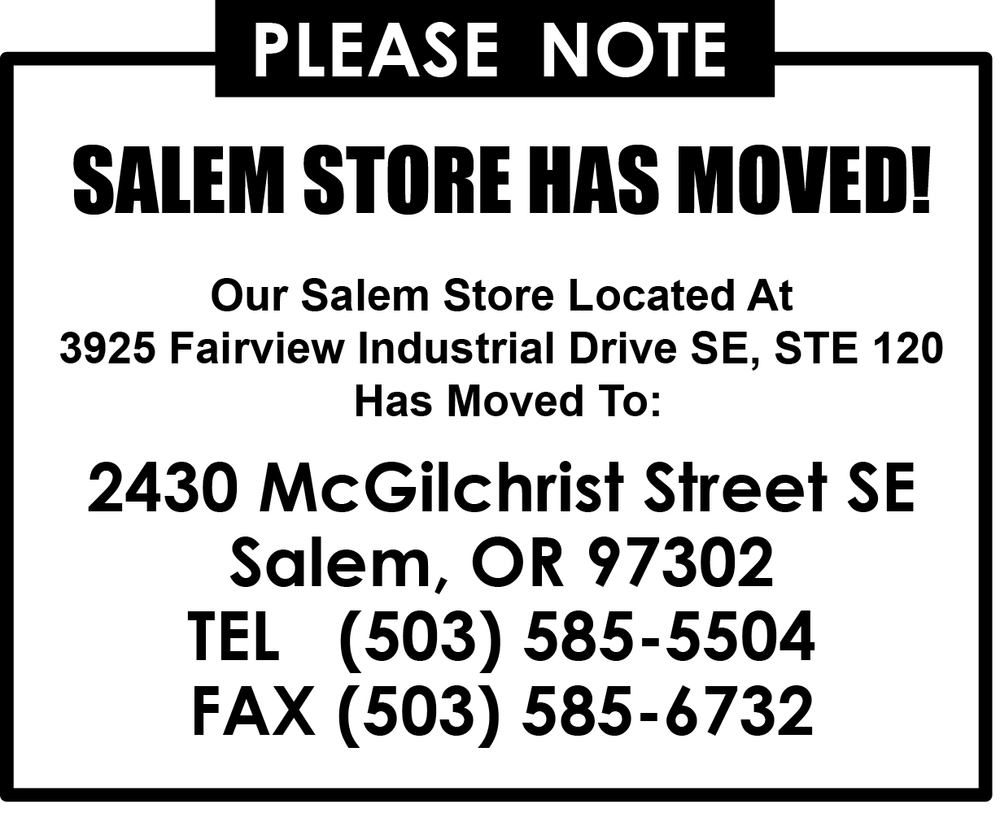 PLEASE NOTE
SALEM STORE HAS MOVED!
Our Salem Store Located At
3925 Fairview Industrial Drive SE, STE 120
Has Moved To:
2430 McGilchrist Street SE
Salem, OR 97302
TEL (503) 585-5504
FAX (503) 585-6732